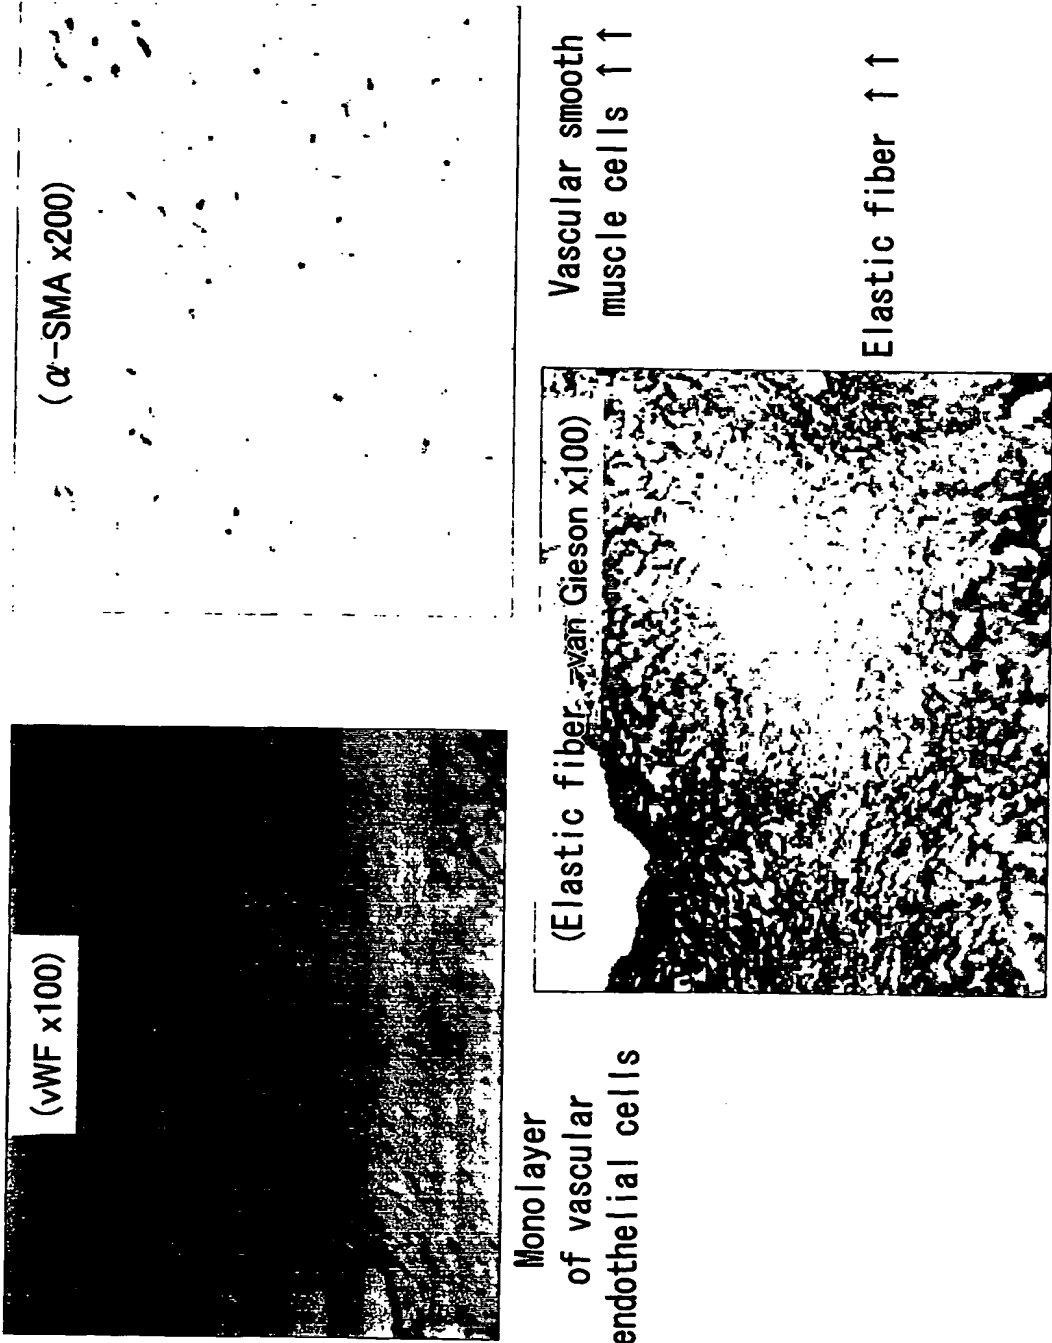 (vWF x100)
Monolayer
of vascular
endothelial cells
(α-SMA x200)
Vascular smooth
muscle cells ↑ ↑
(Elastic fiber-van Gieson x100)
Elastic fiber ↑ ↑